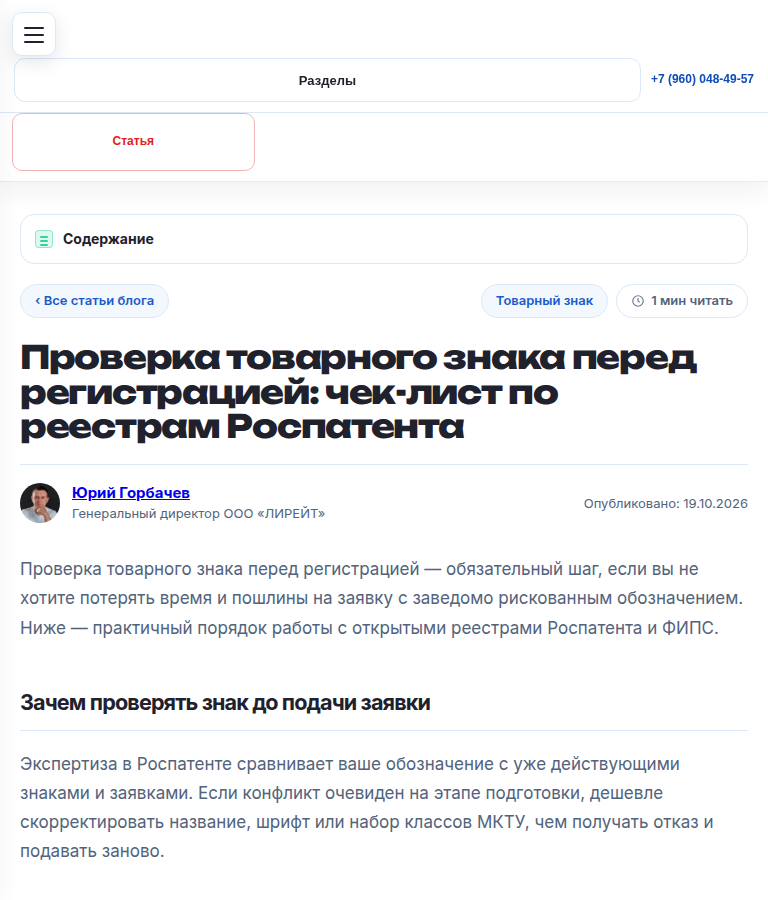 Разделы
+7 (960) 048-49-57
Статья
Содержание
‹ Все статьи блога
Товарный знак
1 мин читать
Проверка товарного знака перед
регистрацией: чек-лист по
реестрам Роспатента
Юрий Горбачев
Генеральный директор ООО «ЛИРЕЙТ»
Опубликовано: 19.10.2026
Проверка товарного знака перед регистрацией — обязательный шаг, если вы не
хотите потерять время и пошлины на заявку с заведомо рискованным обозначением.
Ниже — практичный порядок работы с открытыми реестрами Роспатента и ФИПС.
Зачем проверять знак до подачи заявки
Экспертиза в Роспатенте сравнивает ваше обозначение с уже действующими
знаками и заявками. Если конфликт очевиден на этапе подготовки, дешевле
скорректировать название, шрифт или набор классов МКТУ, чем получать отказ и
подавать заново.